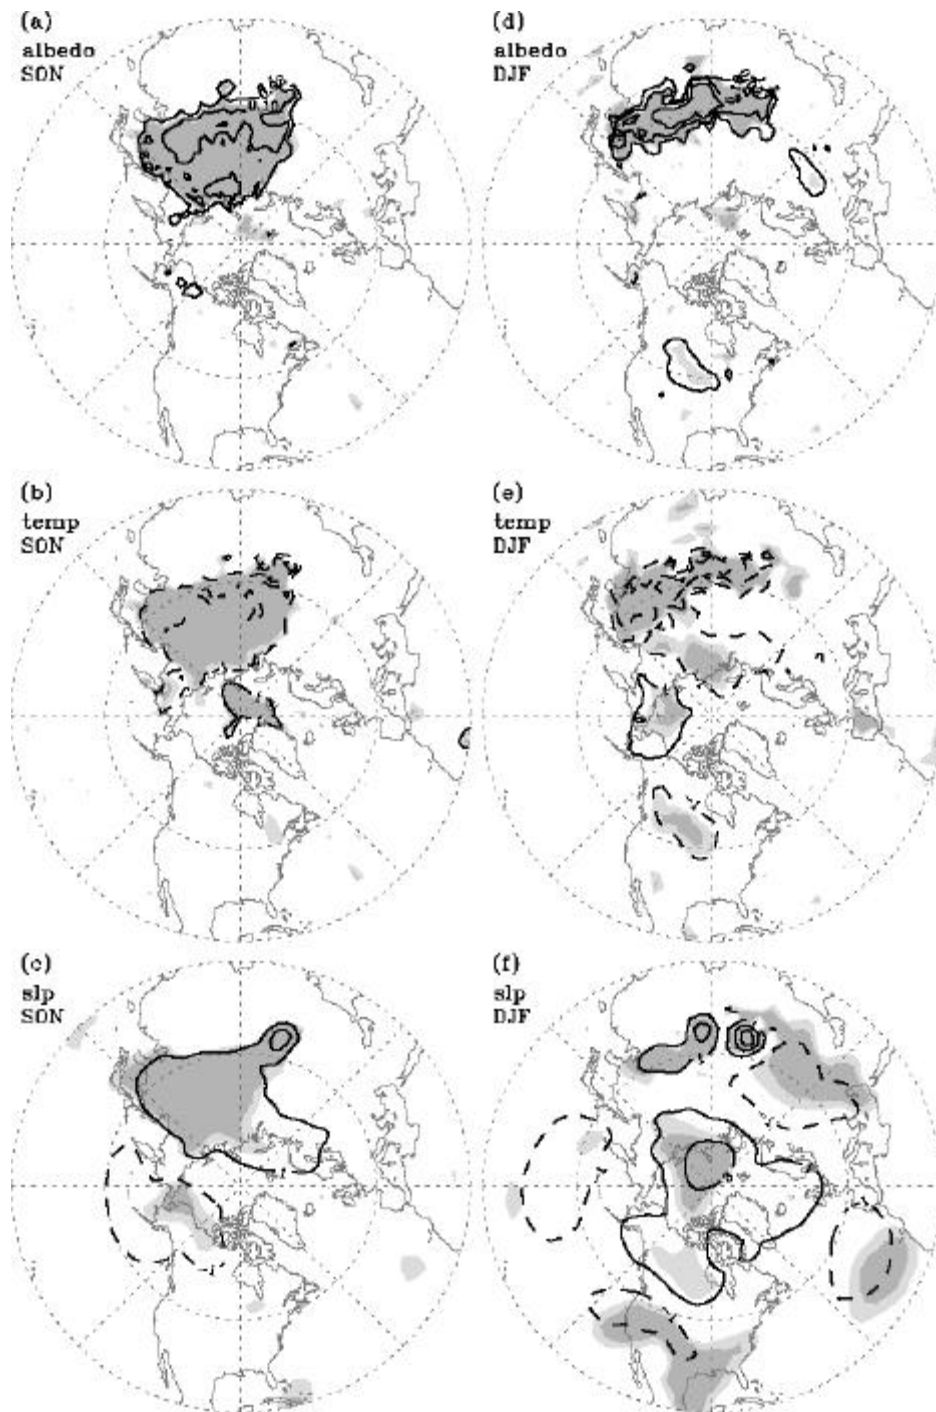 (a)
albedo
SON
(d)
albedo
DJF
(b)
temp
SON
(e)
temp
DJF
(c)
slp
SON
(f)
slp
DJF